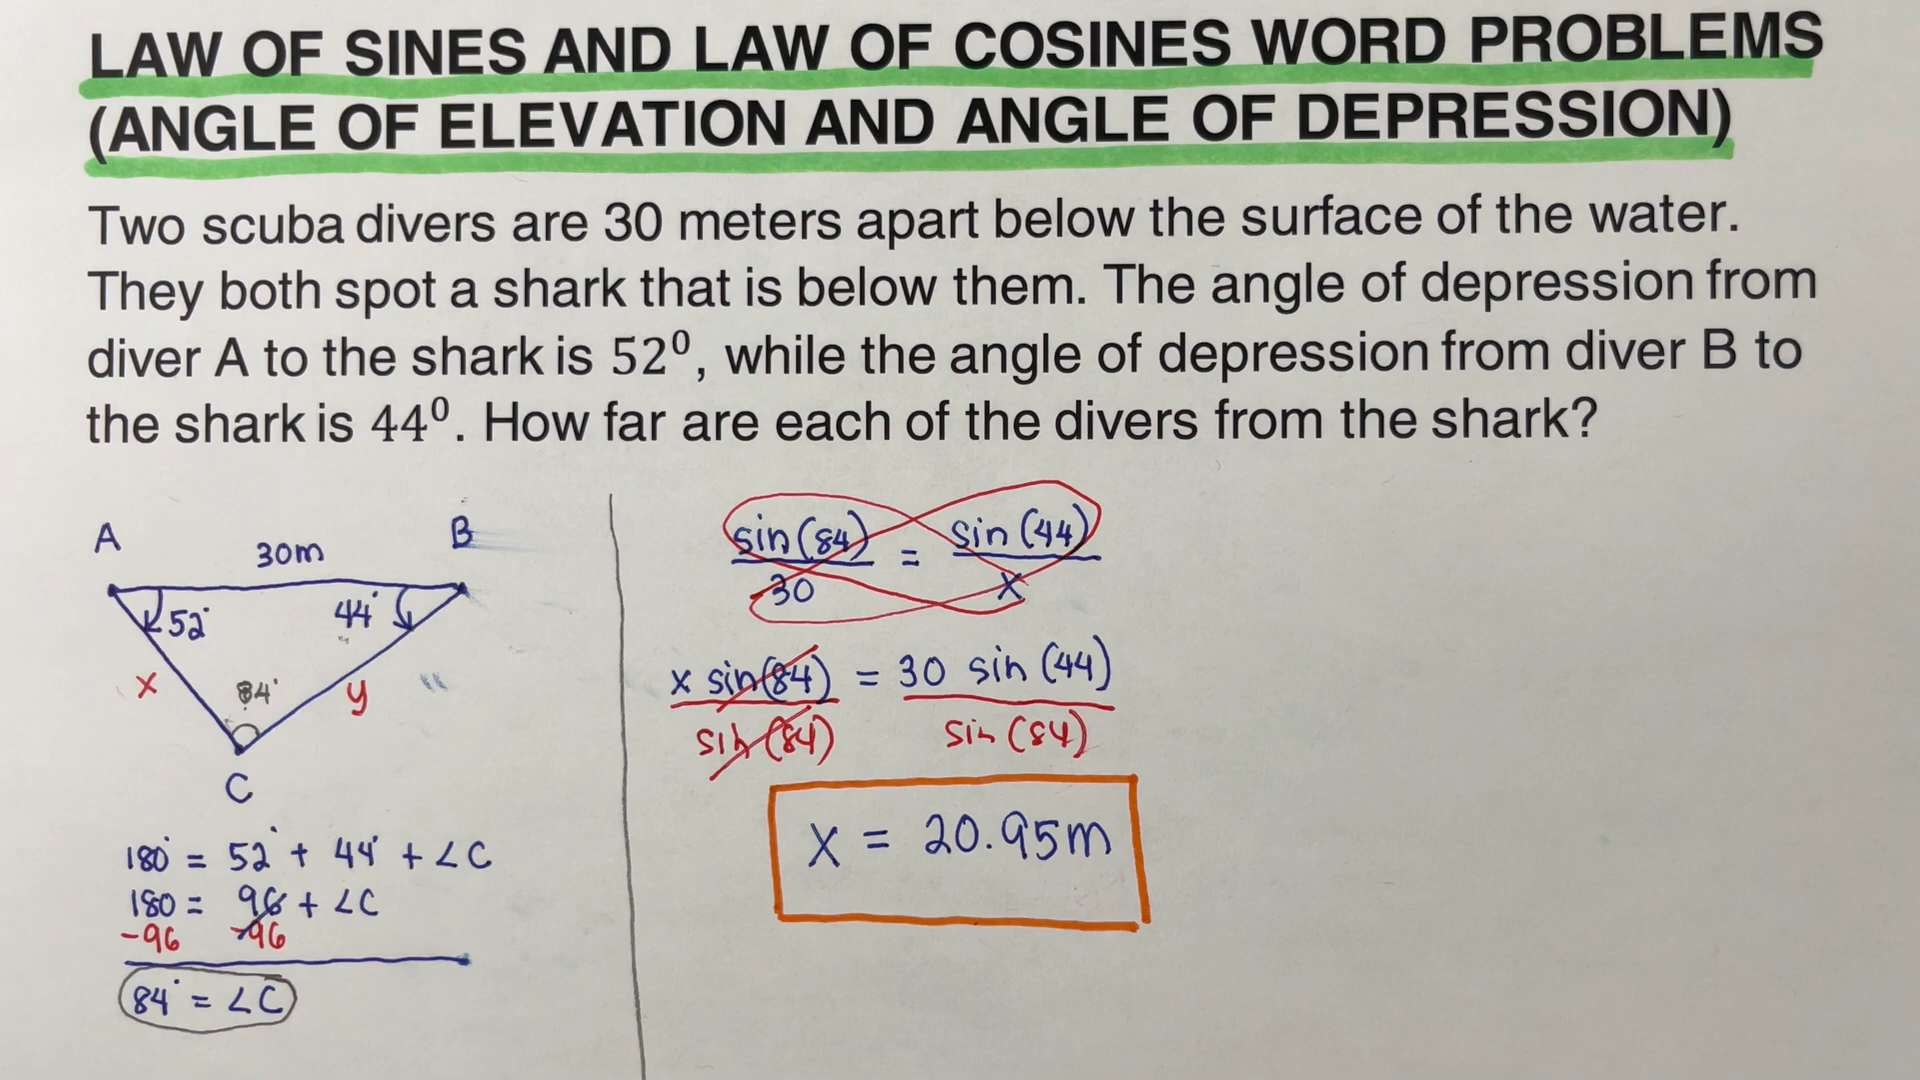 LAW OF SINES AND LAW OF COSINES WORD PROBLEMS
(ANGLE OF ELEVATION AND ANGLE OF DEPRESSION)
Two scuba divers are 30 meters apart below the surface of the water.
They both spot a shark that is below them. The angle of depression from
diver A to the shark is 52⁰, while the angle of depression from diver B to
the shark is 44⁰. How far are each of the divers from the shark?
A
30m
B
52°
44°
x
84°
y
C
180° = 52° + 44° + ∠C
180 = 96 + ∠C
-96 -96
84° = ∠C
sin(84) = sin(44)
30 x
x sin(84) = 30 sin(44)
sin(84) sin(84)
x = 20.95m